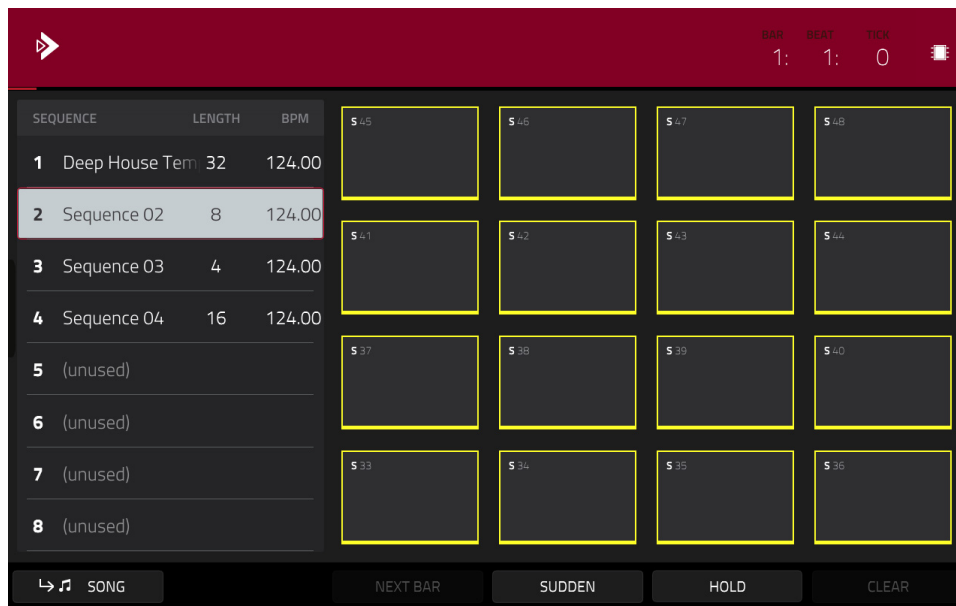 BAR BEAT TICK
1: 1: 0
SEQUENCE LENGTH BPM
1 Deep House Tem 32 124.00
2 Sequence 02 8 124.00
3 Sequence 03 4 124.00
4 Sequence 04 16 124.00
5 (unused)
6 (unused)
7 (unused)
8 (unused)
S 45 S 46 S 47 S 48
S 41 S 42 S 43 S 44
S 37 S 38 S 39 S 40
S 33 S 34 S 35 S 36
SONG NEXT BAR SUDDEN HOLD CLEAR